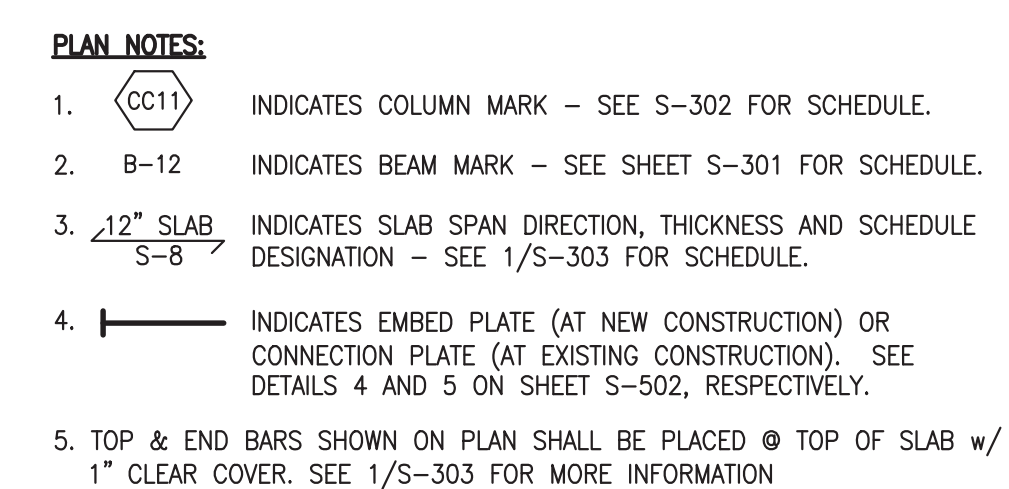 PLAN NOTES:
1. CC11 INDICATES COLUMN MARK – SEE S–302 FOR SCHEDULE.
2. B–12 INDICATES BEAM MARK – SEE SHEET S–301 FOR SCHEDULE.
3. 12" SLAB INDICATES SLAB SPAN DIRECTION, THICKNESS AND SCHEDULE
S–8 DESIGNATION – SEE 1/S–303 FOR SCHEDULE.
4. INDICATES EMBED PLATE (AT NEW CONSTRUCTION) OR
CONNECTION PLATE (AT EXISTING CONSTRUCTION). SEE
DETAILS 4 AND 5 ON SHEET S–502, RESPECTIVELY.
5. TOP & END BARS SHOWN ON PLAN SHALL BE PLACED @ TOP OF SLAB w/
1" CLEAR COVER. SEE 1/S–303 FOR MORE INFORMATION